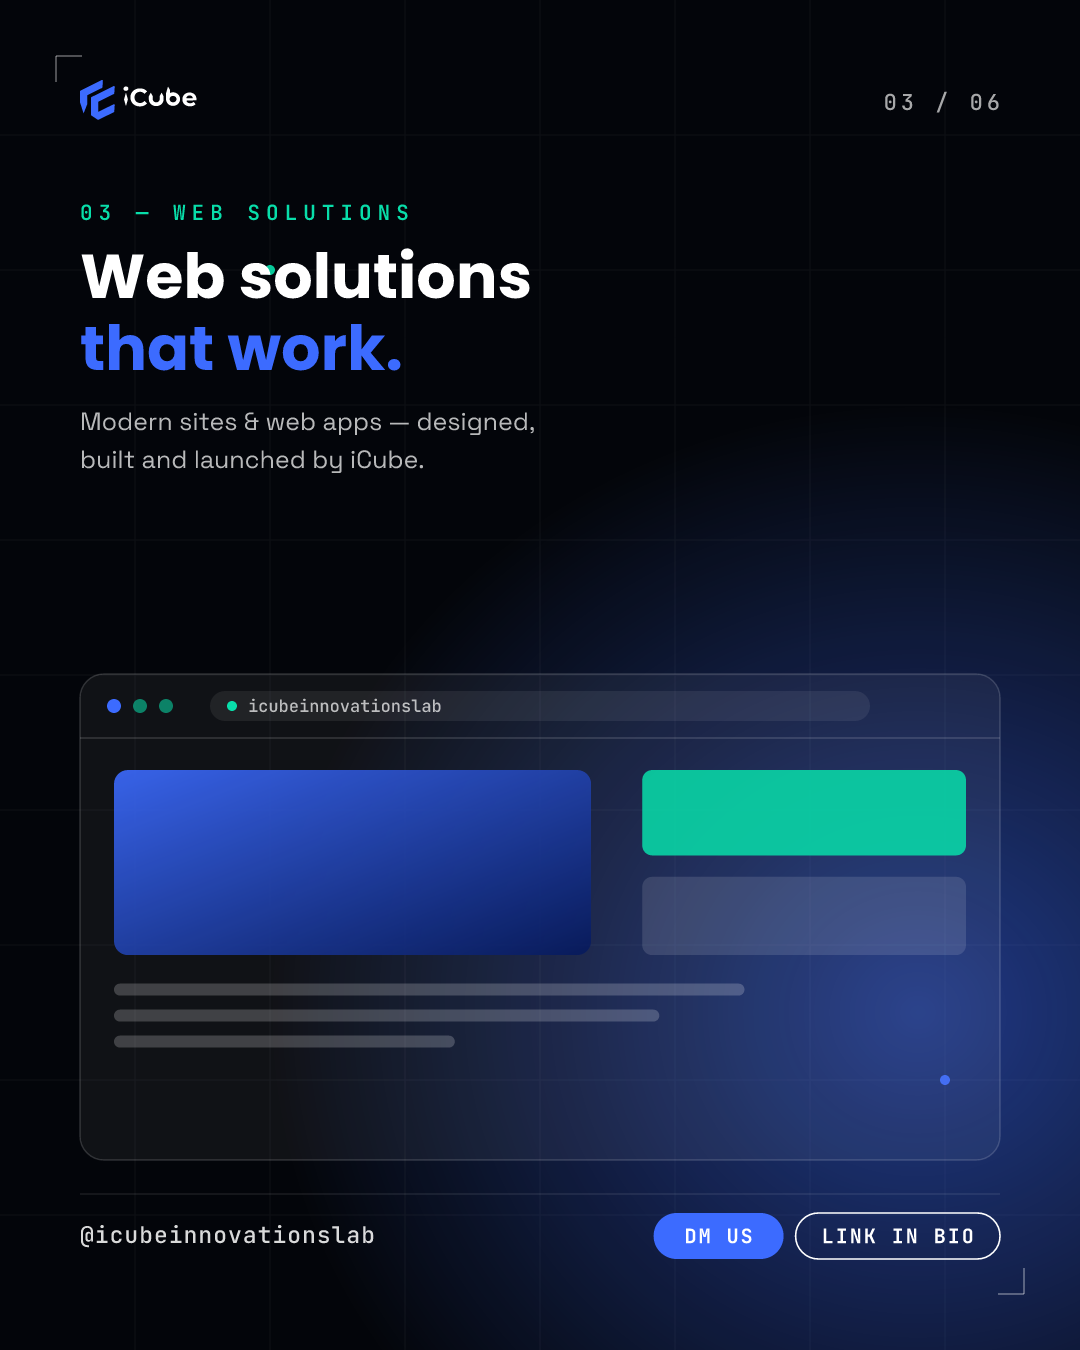 iCube
03 / 06
03 — WEB SOLUTIONS
Web solutions
that work.
Modern sites & web apps — designed,
built and launched by iCube.
icubeinnovationslab
@icubeinnovationslab
DM US
LINK IN BIO